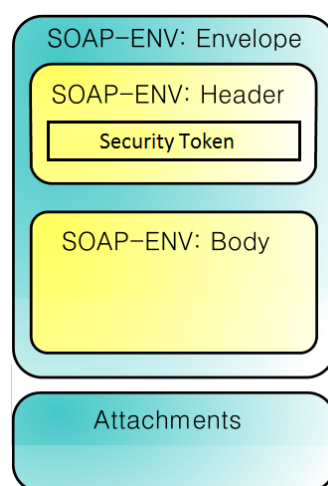 SOAP-ENV: Envelope
SOAP-ENV: Header
Security Token
SOAP-ENV: Body
Attachments